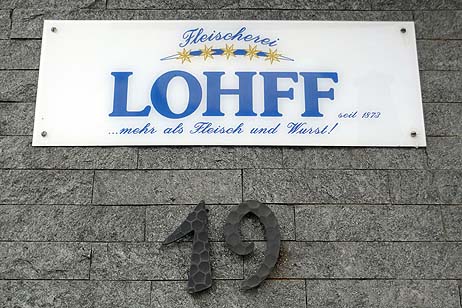 Fleischerei
LOHFF
seit 1873
...mehr als Fleisch und Wurst!
19